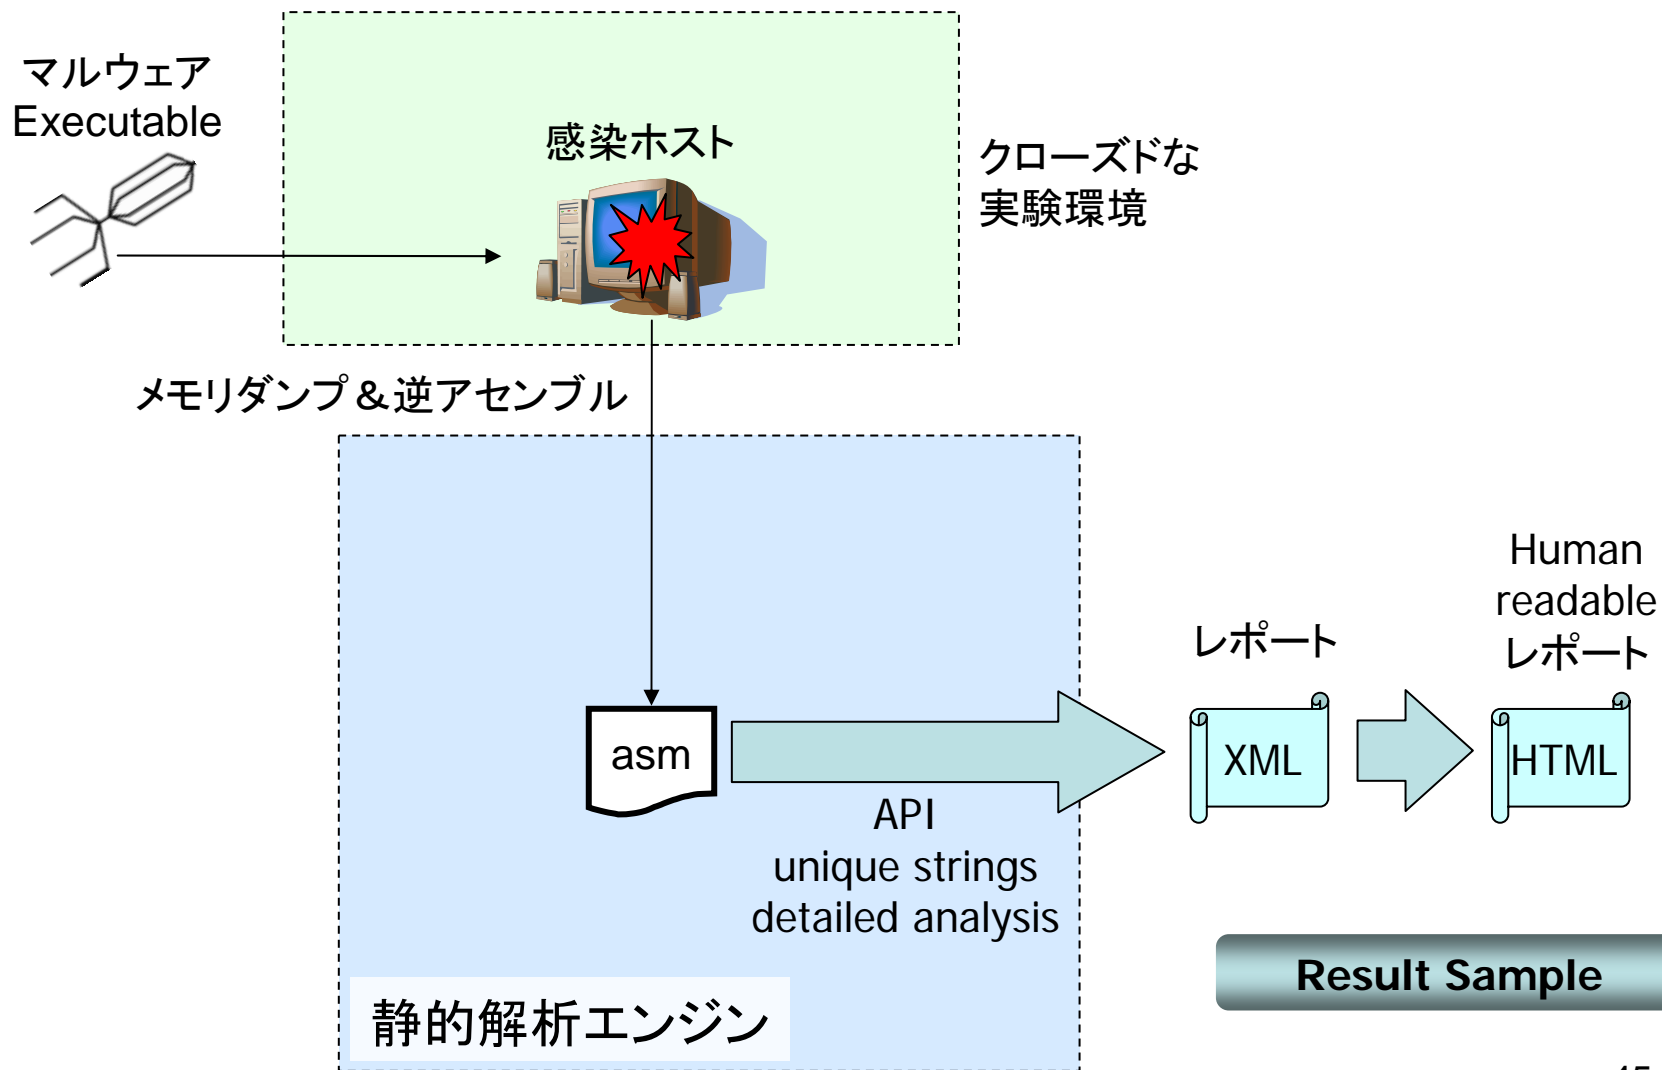 マルウェア
Executable
感染ホスト
クローズドな
実験環境
メモリダンプ＆逆アセンブル
asm
API
unique strings
detailed analysis
静的解析エンジン
レポート
XML
Human
readable
レポート
HTML
Result Sample